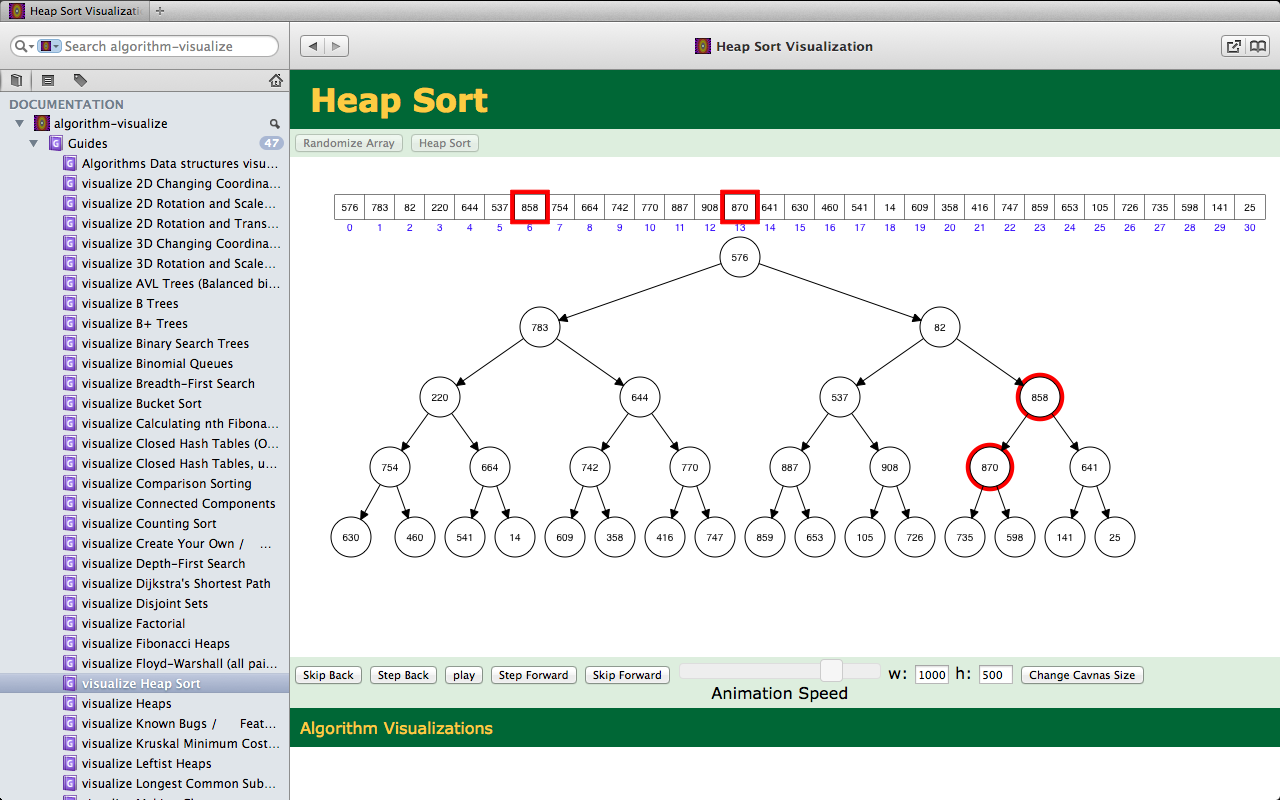 Heap Sort Visualizati
Search algorithm-visualize
Heap Sort Visualization
DOCUMENTATION
algorithm-visualize
Guides 47
Algorithms Data structures visu...
visualize 2D Changing Coordina...
visualize 2D Rotation and Scale...
visualize 2D Rotation and Trans...
visualize 3D Changing Coordina...
visualize 3D Rotation and Scale...
visualize AVL Trees (Balanced bi...
visualize B Trees
visualize B+ Trees
visualize Binary Search Trees
visualize Binomial Queues
visualize Breadth-First Search
visualize Bucket Sort
visualize Calculating nth Fibona...
visualize Closed Hash Tables (O...
visualize Closed Hash Tables, u...
visualize Comparison Sorting
visualize Connected Components
visualize Counting Sort
visualize Create Your Own / ...
visualize Depth-First Search
visualize Dijkstra's Shortest Path
visualize Disjoint Sets
visualize Factorial
visualize Fibonacci Heaps
visualize Floyd-Warshall (all pai...
visualize Heap Sort
visualize Heaps
visualize Known Bugs / Feat...
visualize Kruskal Minimum Cost...
visualize Leftist Heaps
visualize Longest Common Sub...
Heap Sort
Randomize Array Heap Sort
576 783 82 220 644 537 858 754 664 742 770 887 908 870 641 630 460 541 14 609 358 416 747 859 653 105 726 735 598 141 25
0 1 2 3 4 5 6 7 8 9 10 11 12 13 14 15 16 17 18 19 20 21 22 23 24 25 26 27 28 29 30
576
783 82
220 644 537 858
754 664 742 770 887 908 870 641
630 460 541 14 609 358 416 747 859 653 105 726 735 598 141 25
Skip Back Step Back play Step Forward Skip Forward w: 1000 h: 500 Change Cavnas Size
Animation Speed
Algorithm Visualizations